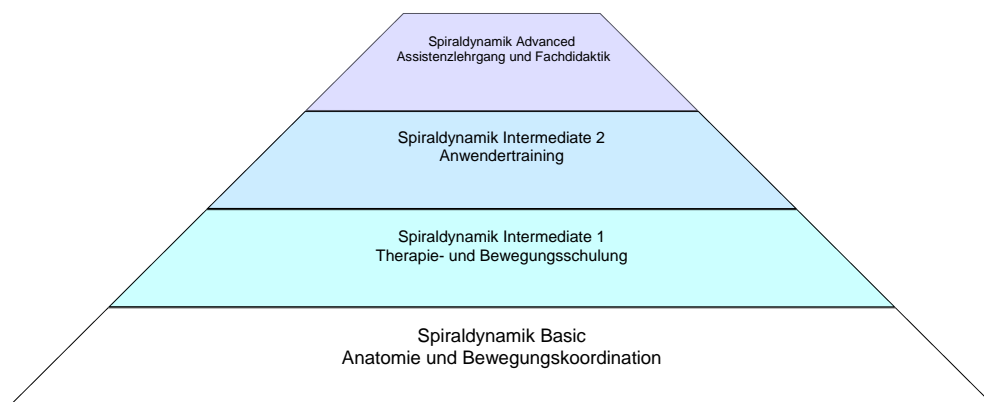 Spiraldynamik Advanced
Assistenzlehrgang und Fachdidaktik
Spiraldynamik Intermediate 2
Anwendertraining
Spiraldynamik Intermediate 1
Therapie- und Bewegungsschulung
Spiraldynamik Basic
Anatomie und Bewegungskoordination